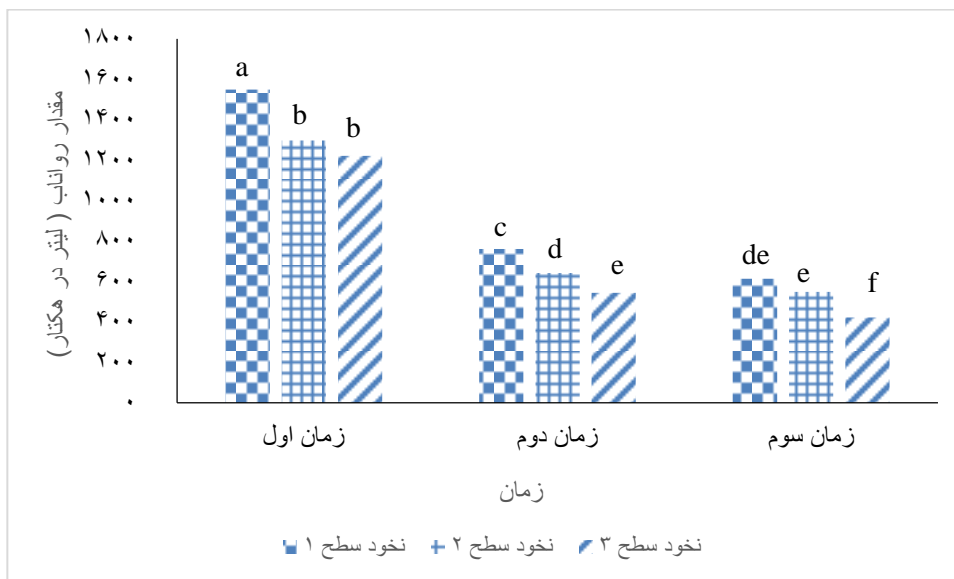 مقدار رواناب ( لیتر در هکتار)
۱۸۰۰
۱۶۰۰
۱۴۰۰
۱۲۰۰
۱۰۰۰
۸۰۰
۶۰۰
۴۰۰
۲۰۰
۰
a
b
b
c
d
e
de
e
f
زمان اول
زمان دوم
زمان سوم
زمان
نخود سطح ۱
نخود سطح ۲
نخود سطح ۳